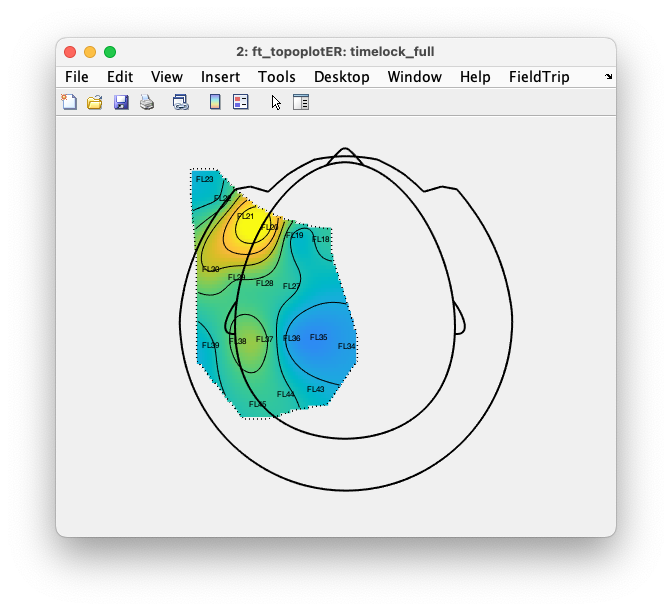 2: ft_topoplotER: timelock_full
File Edit View Insert Tools Desktop Window Help FieldTrip
FL23
FL22
FL21
FL20
FL19
FL18
FL30
FL29
FL28
FL27
FL39
FL38
FL37
FL36
FL35
FL34
FL43
FL44
FL45